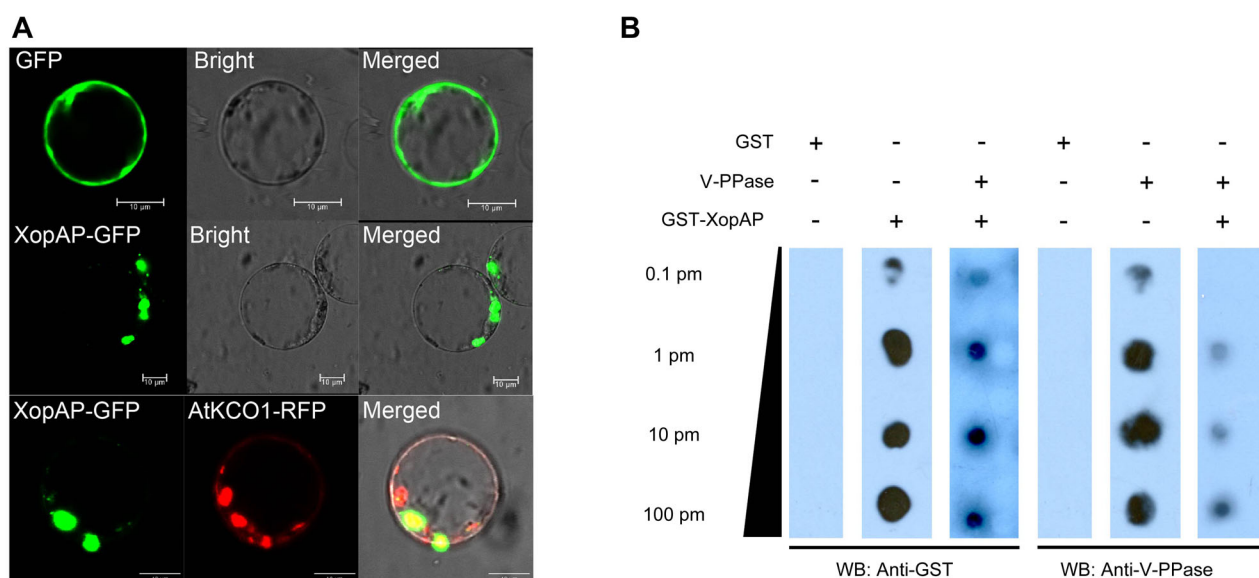 A
GFP Bright Merged
10 μm 10 μm 10 μm
XopAP-GFP Bright Merged
10 μm 10 μm 10 μm
XopAP-GFP AtKCO1-RFP Merged
B
GST + - - + - -
V-PPase - - + - + +
GST-XopAP - + + - - +
0.1 pm
1 pm
10 pm
100 pm
WB: Anti-GST WB: Anti-V-PPase